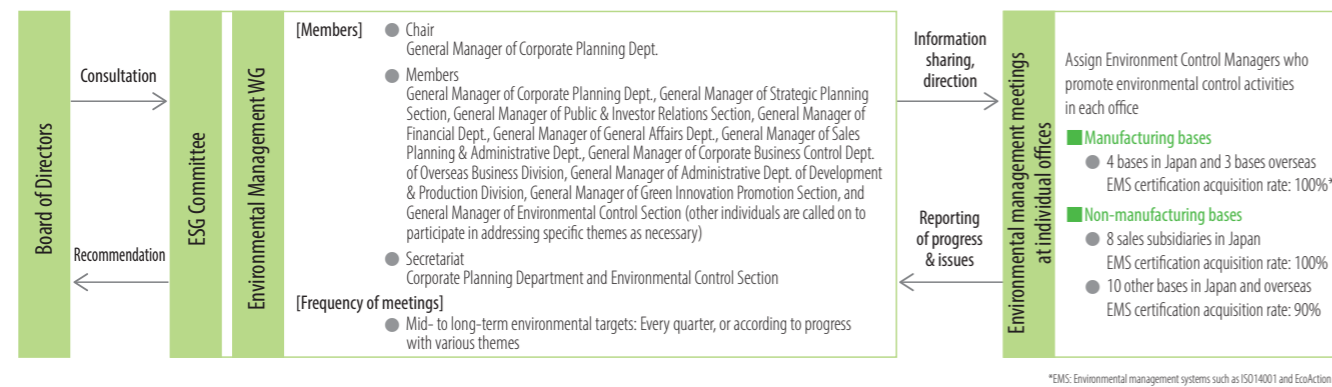 Board of Directors
Consultation
Recommendation
ESG Committee
Environmental Management WG
[Members]
● Chair
General Manager of Corporate Planning Dept.
● Members
General Manager of Corporate Planning Dept., General Manager of Strategic Planning
Section, General Manager of Public & Investor Relations Section, General Manager of
Financial Dept., General Manager of General Affairs Dept., General Manager of Sales
Planning & Administrative Dept., General Manager of Corporate Business Control Dept.
of Overseas Business Division, General Manager of Administrative Dept. of Development
& Production Division, General Manager of Green Innovation Promotion Section, and
General Manager of Environmental Control Section (other individuals are called on to
participate in addressing specific themes as necessary)
● Secretariat
Corporate Planning Department and Environmental Control Section
[Frequency of meetings]
● Mid- to long-term environmental targets: Every quarter, or according to progress
with various themes
Information
sharing,
direction
Reporting
of progress
& issues
Environmental management meetings
at individual offices
Assign Environment Control Managers who
promote environmental control activities
in each office
■Manufacturing bases
● 4 bases in Japan and 3 bases overseas
EMS certification acquisition rate: 100%*
■Non-manufacturing bases
● 8 sales subsidiaries in Japan
EMS certification acquisition rate: 100%
● 10 other bases in Japan and overseas
EMS certification acquisition rate: 90%
*EMS: Environmental management systems such as ISO14001 and EcoAction